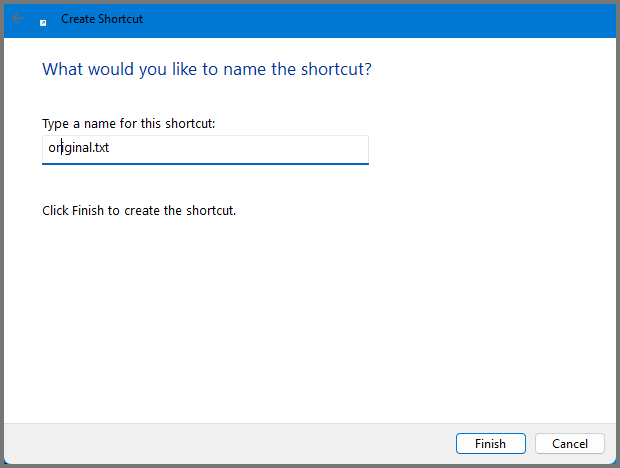 Create Shortcut
What would you like to name the shortcut?
Type a name for this shortcut:
original.txt
Click Finish to create the shortcut.
Finish
Cancel